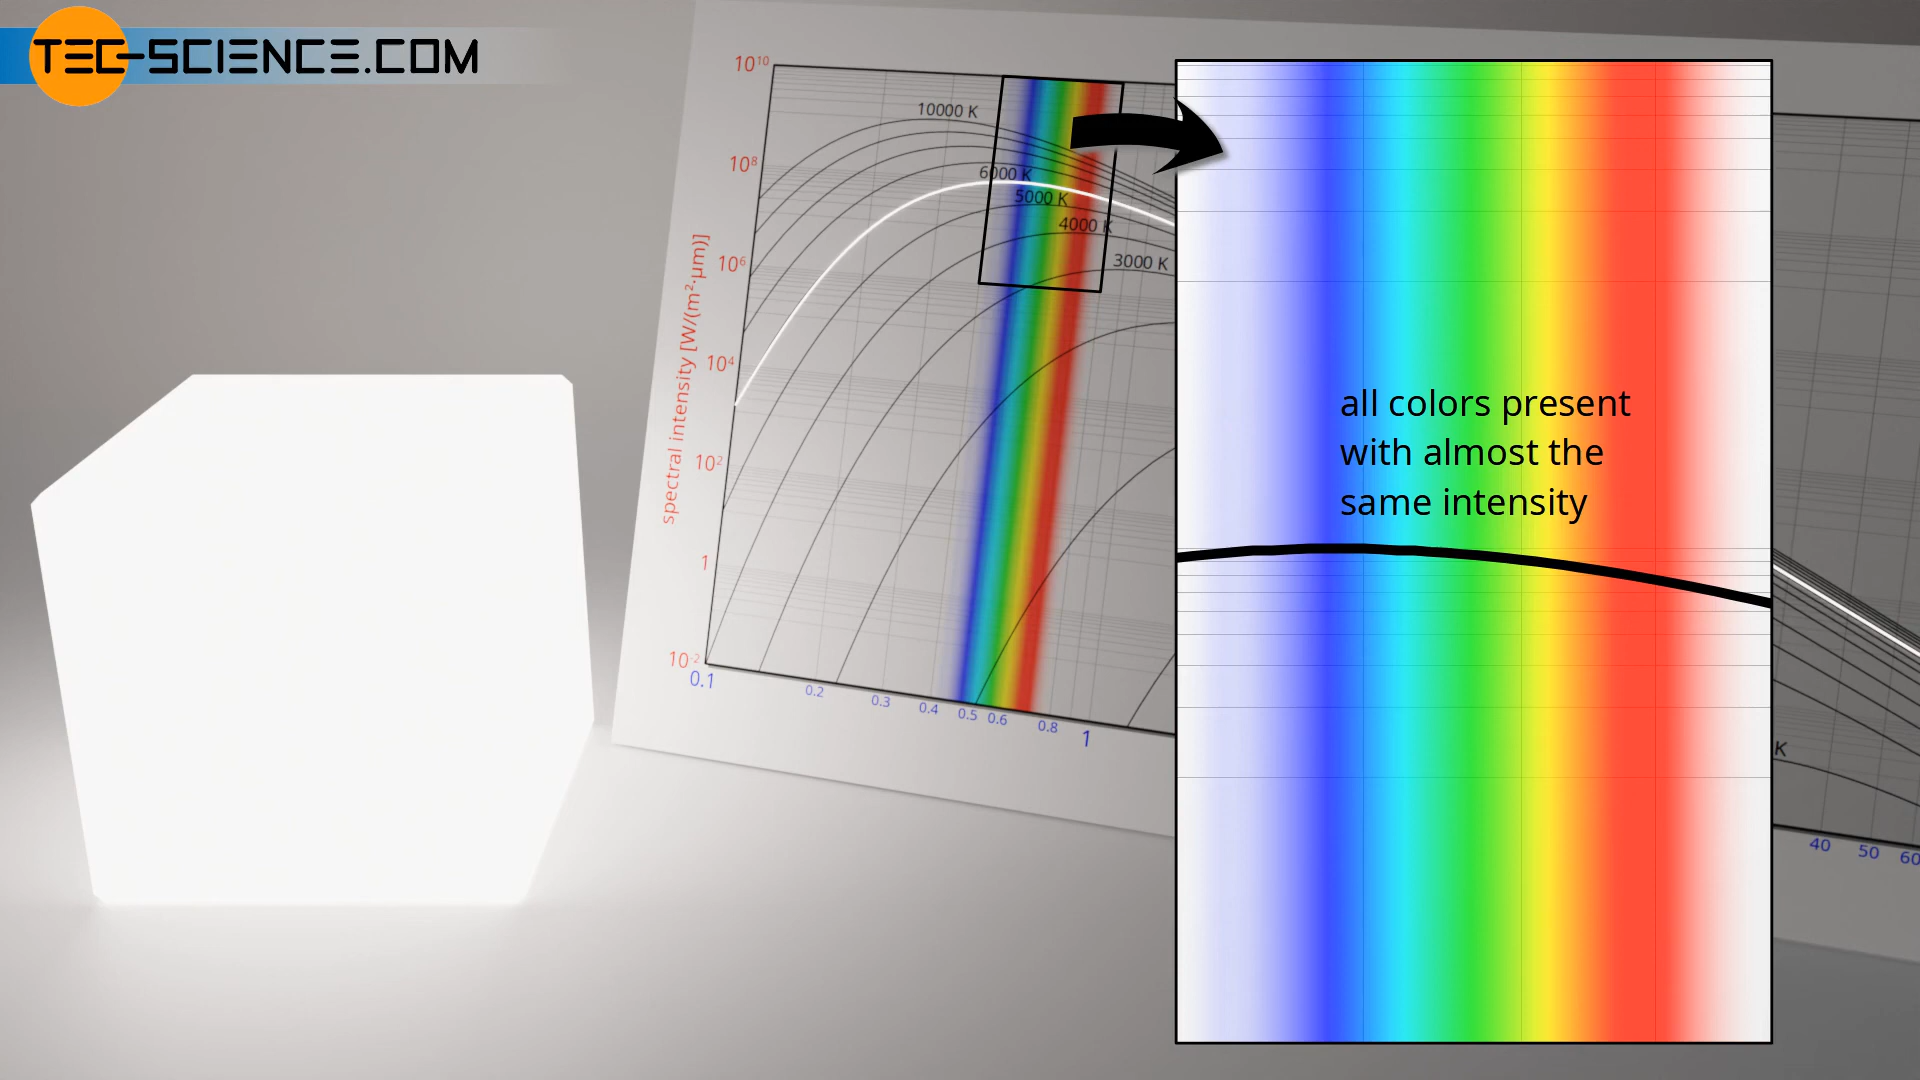 TEC-SCIENCE.COM
10¹⁰
10⁸
10⁶
10⁴
10²
1
10⁻²
spectral intensity [W/(m²·µm)]
10000 K
6000 K
5000 K
4000 K
3000 K
0.1
0.2
0.3
0.4
0.5
0.6
0.8
1
all colors present
with almost the
same intensity
K
40
50
60